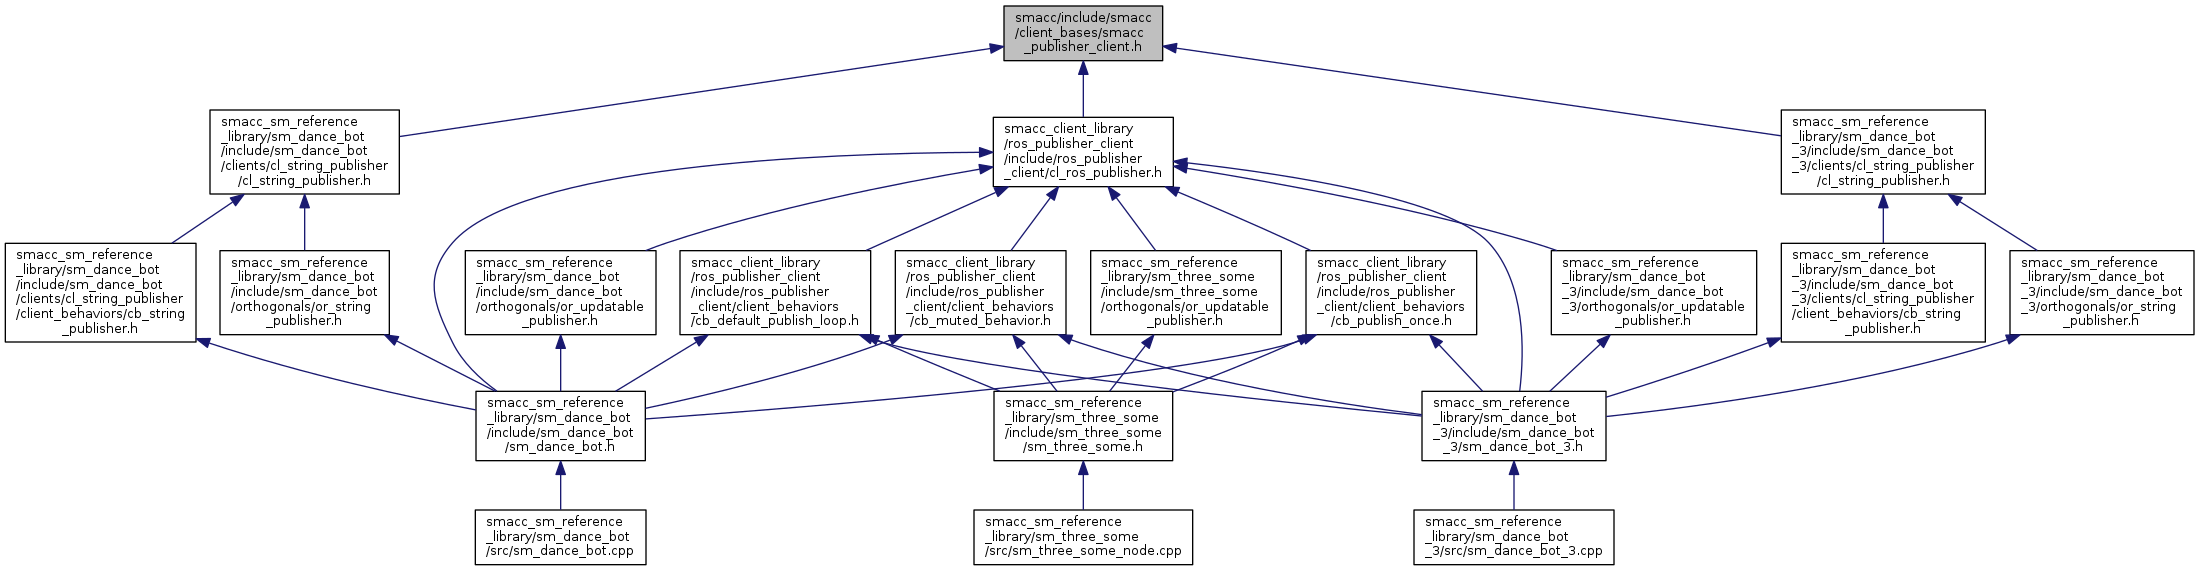 smacc/include/smacc
/client_bases/smacc
_publisher_client.h
smacc_sm_reference
_library/sm_dance_bot
/include/sm_dance_bot
/clients/cl_string_publisher
/cl_string_publisher.h
smacc_client_library
/ros_publisher_client
/include/ros_publisher
_client/cl_ros_publisher.h
smacc_sm_reference
_library/sm_dance_bot
_3/include/sm_dance_bot
_3/clients/cl_string_publisher
/cl_string_publisher.h
smacc_sm_reference
_library/sm_dance_bot
/include/sm_dance_bot
/clients/cl_string_publisher
/client_behaviors/cb_string
_publisher.h
smacc_sm_reference
_library/sm_dance_bot
/include/sm_dance_bot
/orthogonals/or_string
_publisher.h
smacc_sm_reference
_library/sm_dance_bot
/include/sm_dance_bot
/orthogonals/or_updatable
_publisher.h
smacc_client_library
/ros_publisher_client
/include/ros_publisher
_client/client_behaviors
/cb_default_publish_loop.h
smacc_client_library
/ros_publisher_client
/include/ros_publisher
_client/client_behaviors
/cb_muted_behavior.h
smacc_sm_reference
_library/sm_three_some
/include/sm_three_some
/orthogonals/or_updatable
_publisher.h
smacc_client_library
/ros_publisher_client
/include/ros_publisher
_client/client_behaviors
/cb_publish_once.h
smacc_sm_reference
_library/sm_dance_bot
_3/include/sm_dance_bot
_3/orthogonals/or_updatable
_publisher.h
smacc_sm_reference
_library/sm_dance_bot
_3/include/sm_dance_bot
_3/clients/cl_string_publisher
/client_behaviors/cb_string
_publisher.h
smacc_sm_reference
_library/sm_dance_bot
_3/include/sm_dance_bot
_3/orthogonals/or_string
_publisher.h
smacc_sm_reference
_library/sm_dance_bot
/include/sm_dance_bot
/sm_dance_bot.h
smacc_sm_reference
_library/sm_three_some
/include/sm_three_some
/sm_three_some.h
smacc_sm_reference
_library/sm_dance_bot
_3/include/sm_dance_bot
_3/sm_dance_bot_3.h
smacc_sm_reference
_library/sm_dance_bot
/src/sm_dance_bot.cpp
smacc_sm_reference
_library/sm_three_some
/src/sm_three_some_node.cpp
smacc_sm_reference
_library/sm_dance_bot
_3/src/sm_dance_bot_3.cpp